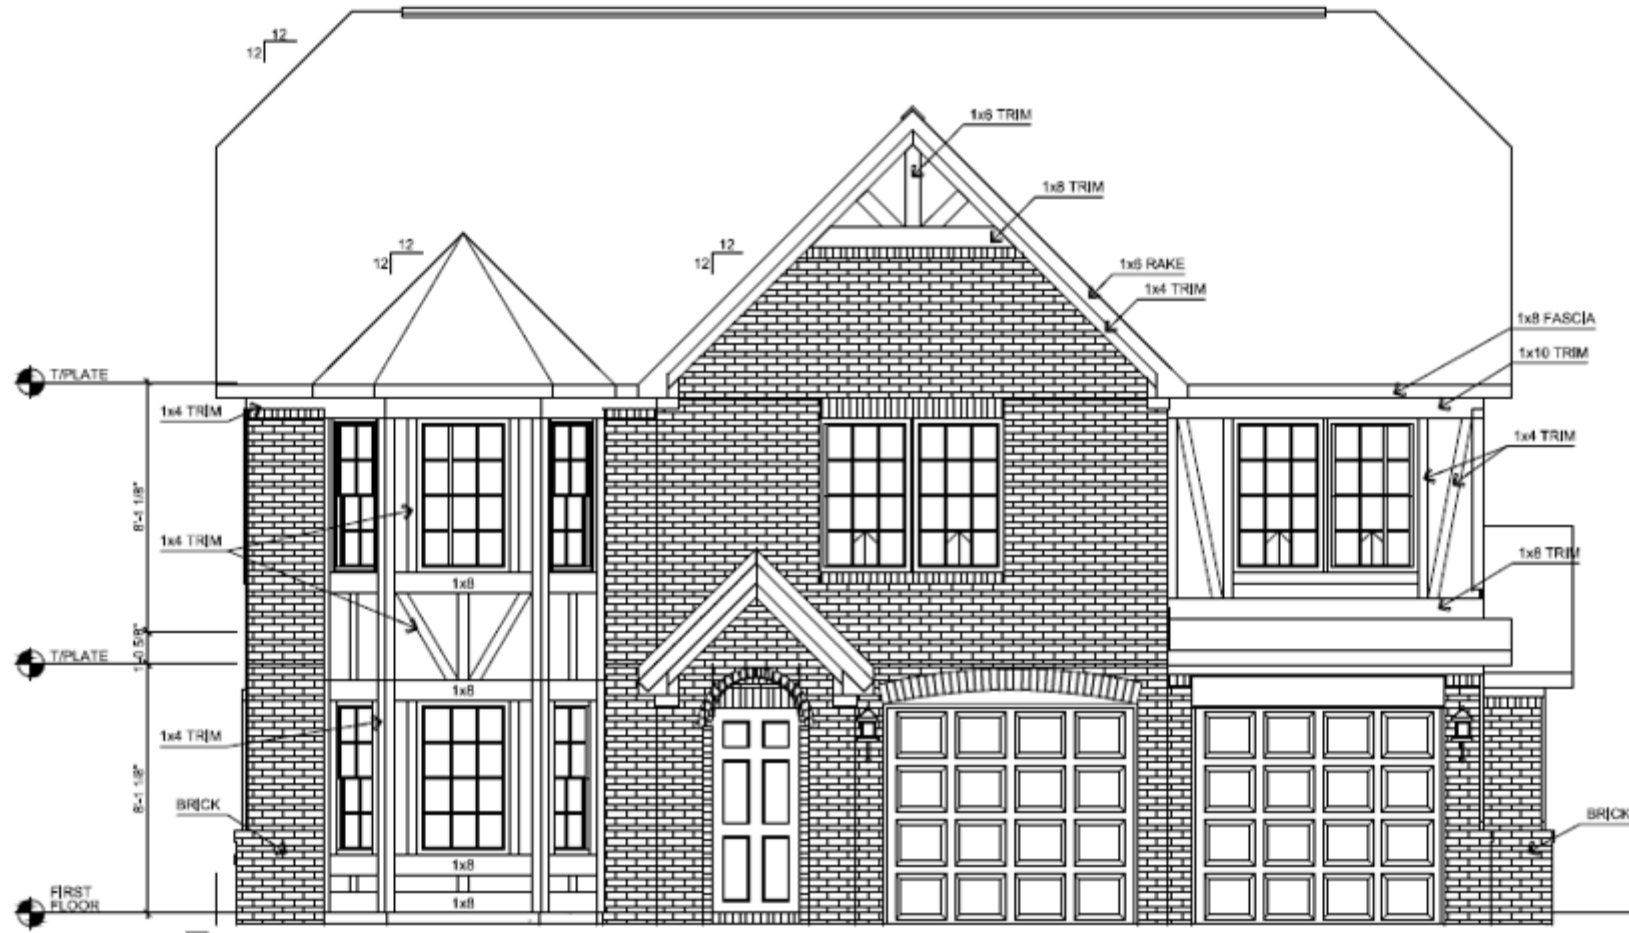 12
12
1x6 TRIM
1x8 TRIM
12
12
12
12
1x6 RAKE
1x4 TRIM
1x8 FASCIA
1x10 TRIM
T/PLATE
1x4 TRIM
1x4 TRIM
8'-1 1/8"
1x4 TRIM
1x8 TRIM
1x8
1'-0 5/8"
T/PLATE
1x8
1x4 TRIM
8'-1 1/8"
BRICK
BRICK
1x8
FIRST
FLOOR
1x8